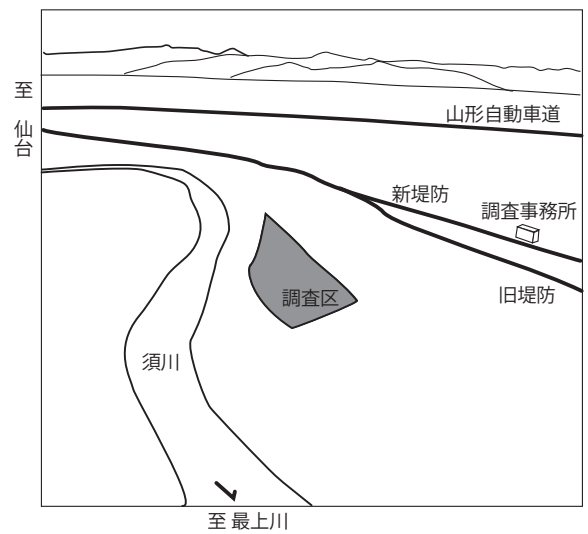 至
仙台
山形自動車道
新堤防
調査事務所
旧堤防
調査区
須川
至 最上川